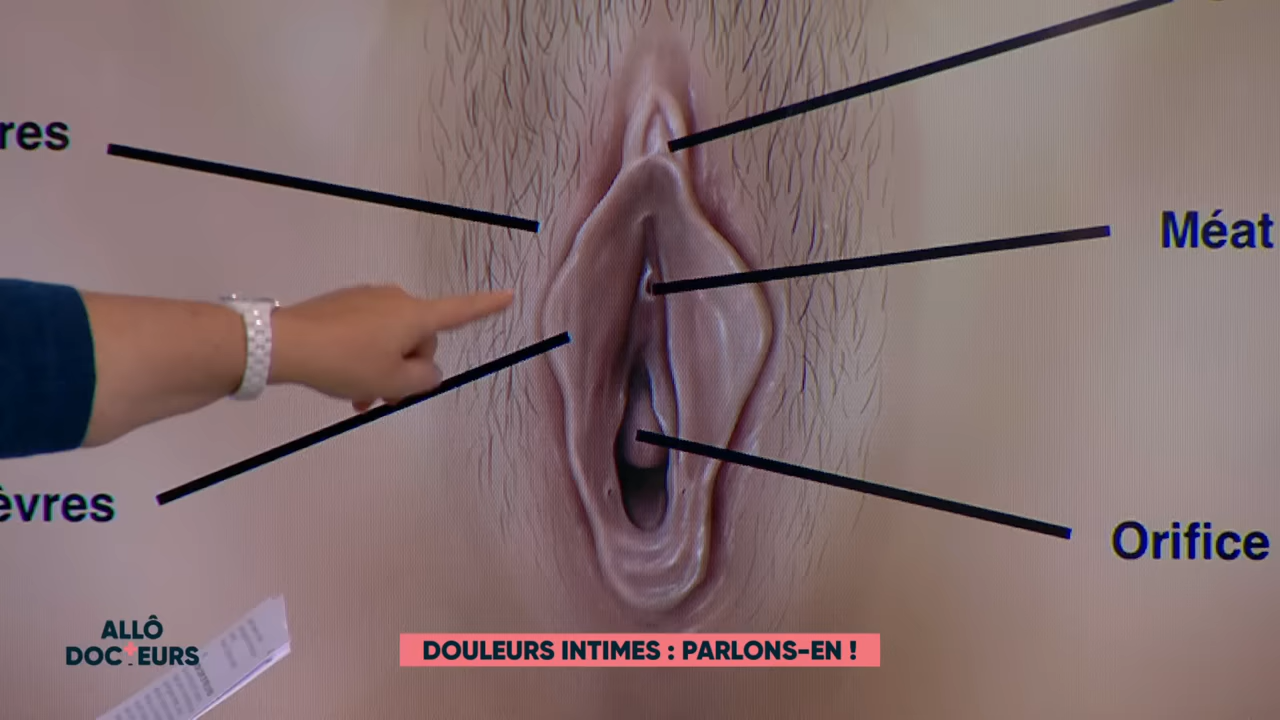 res
Méat
èvres
Orifice
ALLÔ
DOCTEURS
DOULEURS INTIMES : PARLONS-EN !